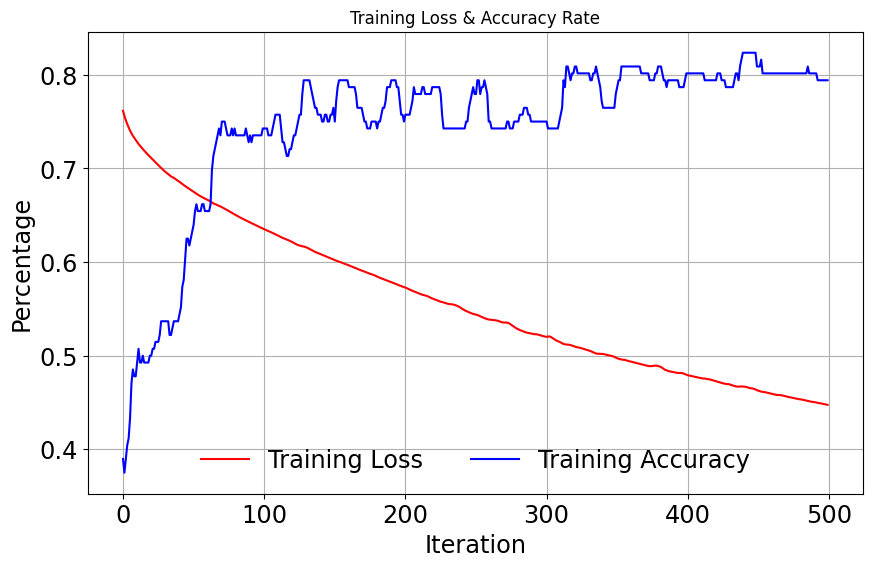 Training Loss & Accuracy Rate
Percentage
0.8
0.7
0.6
0.5
0.4
Training Loss
Training Accuracy
0 100 200 300 400 500
Iteration